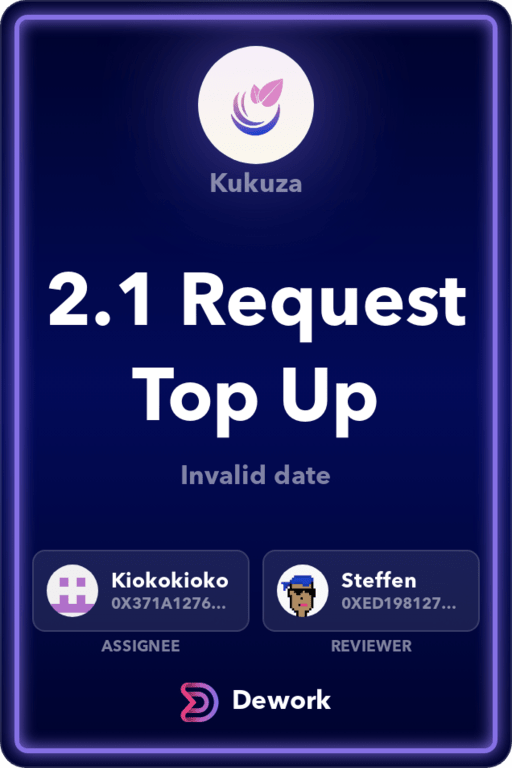 Kukuza
2.1 Request
Top Up
Invalid date
Kiokokioko
0X371A1276...
ASSIGNEE
Steffen
0XED198127...
REVIEWER
Dework